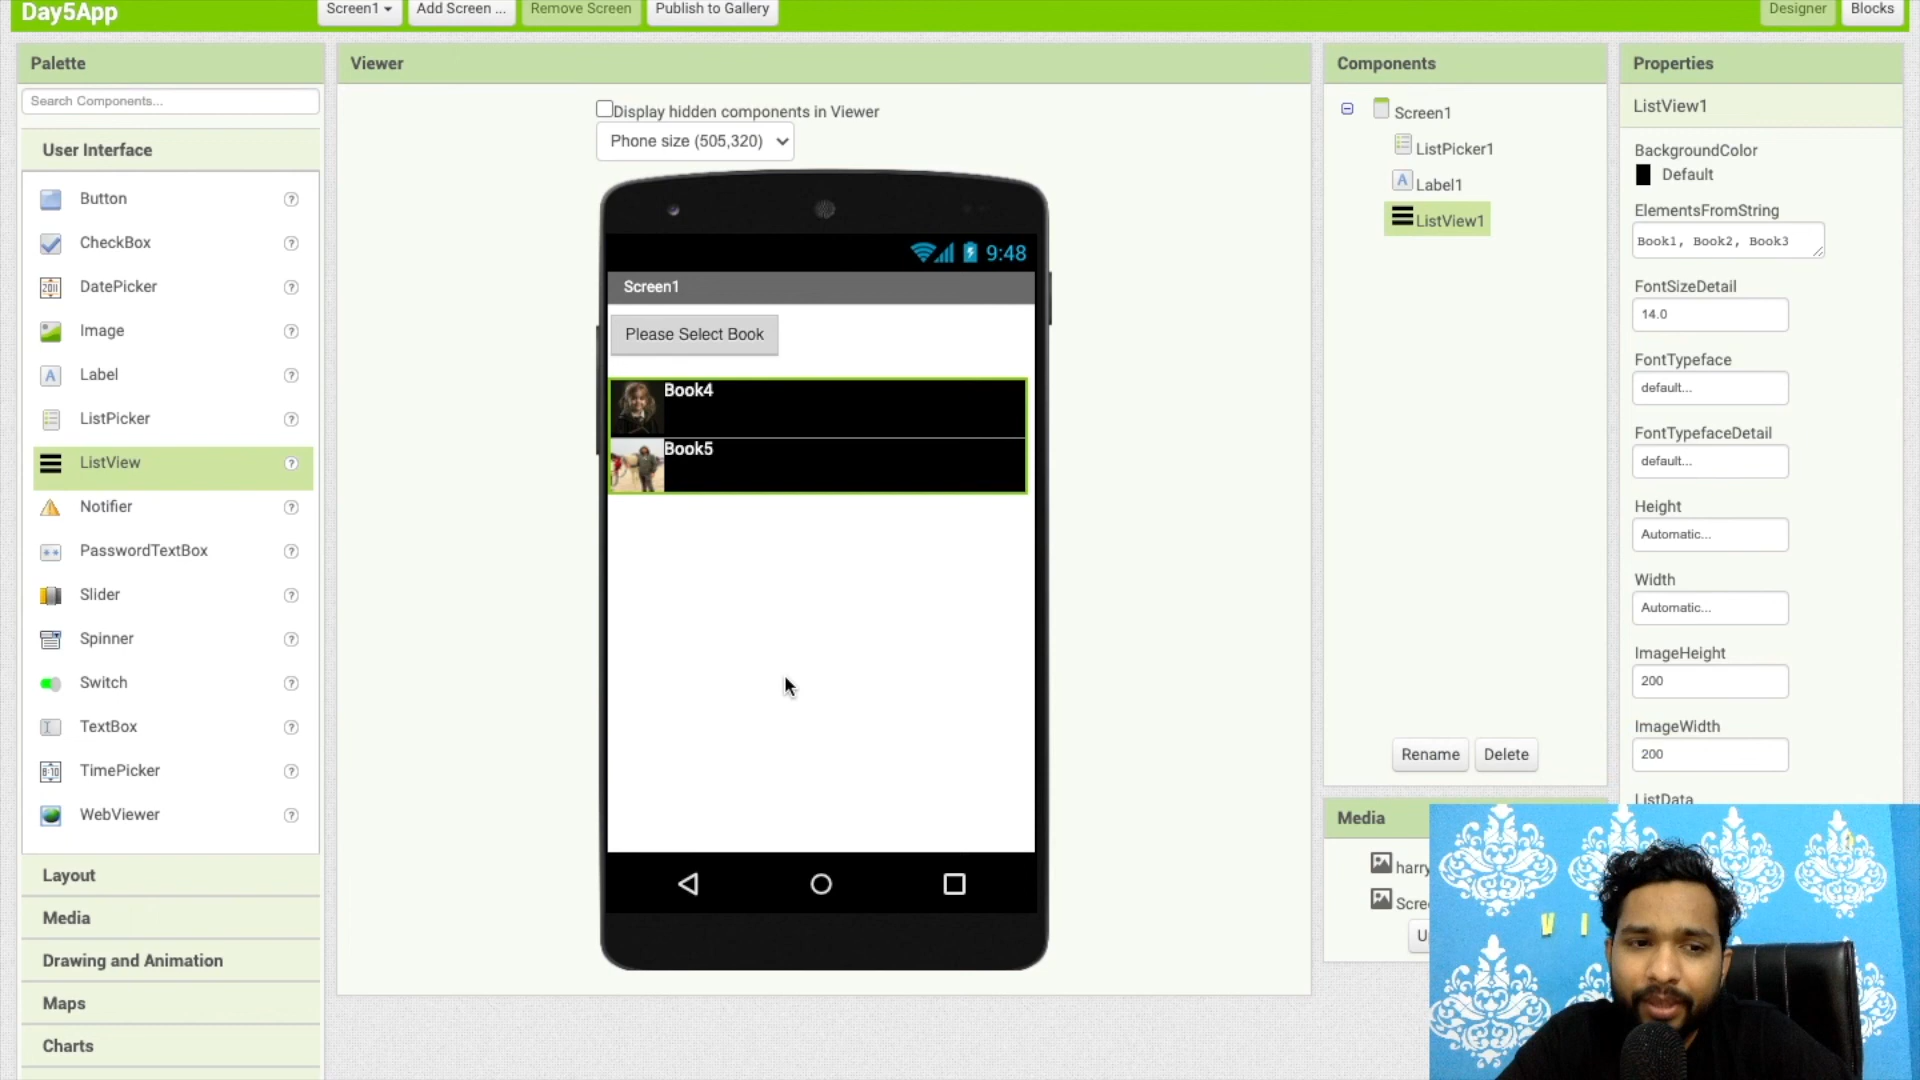 Day5App
Screen1
Add Screen ...
Remove Screen
Publish to Gallery
Designer
Blocks
Palette
Search Components...
User Interface
Button
CheckBox
DatePicker
Image
Label
ListPicker
ListView
Notifier
PasswordTextBox
Slider
Spinner
Switch
TextBox
TimePicker
WebViewer
Layout
Media
Drawing and Animation
Maps
Charts
Viewer
Display hidden components in Viewer
Phone size (505,320)
9:48
Screen1
Please Select Book
Book4
Book5
Components
Screen1
ListPicker1
Label1
ListView1
Rename
Delete
Media
harry
Scre
U
Properties
ListView1
BackgroundColor
Default
ElementsFromString
Book1, Book2, Book3
FontSizeDetail
14.0
FontTypeface
default...
FontTypefaceDetail
default...
Height
Automatic...
Width
Automatic...
ImageHeight
200
ImageWidth
200
ListData
V I